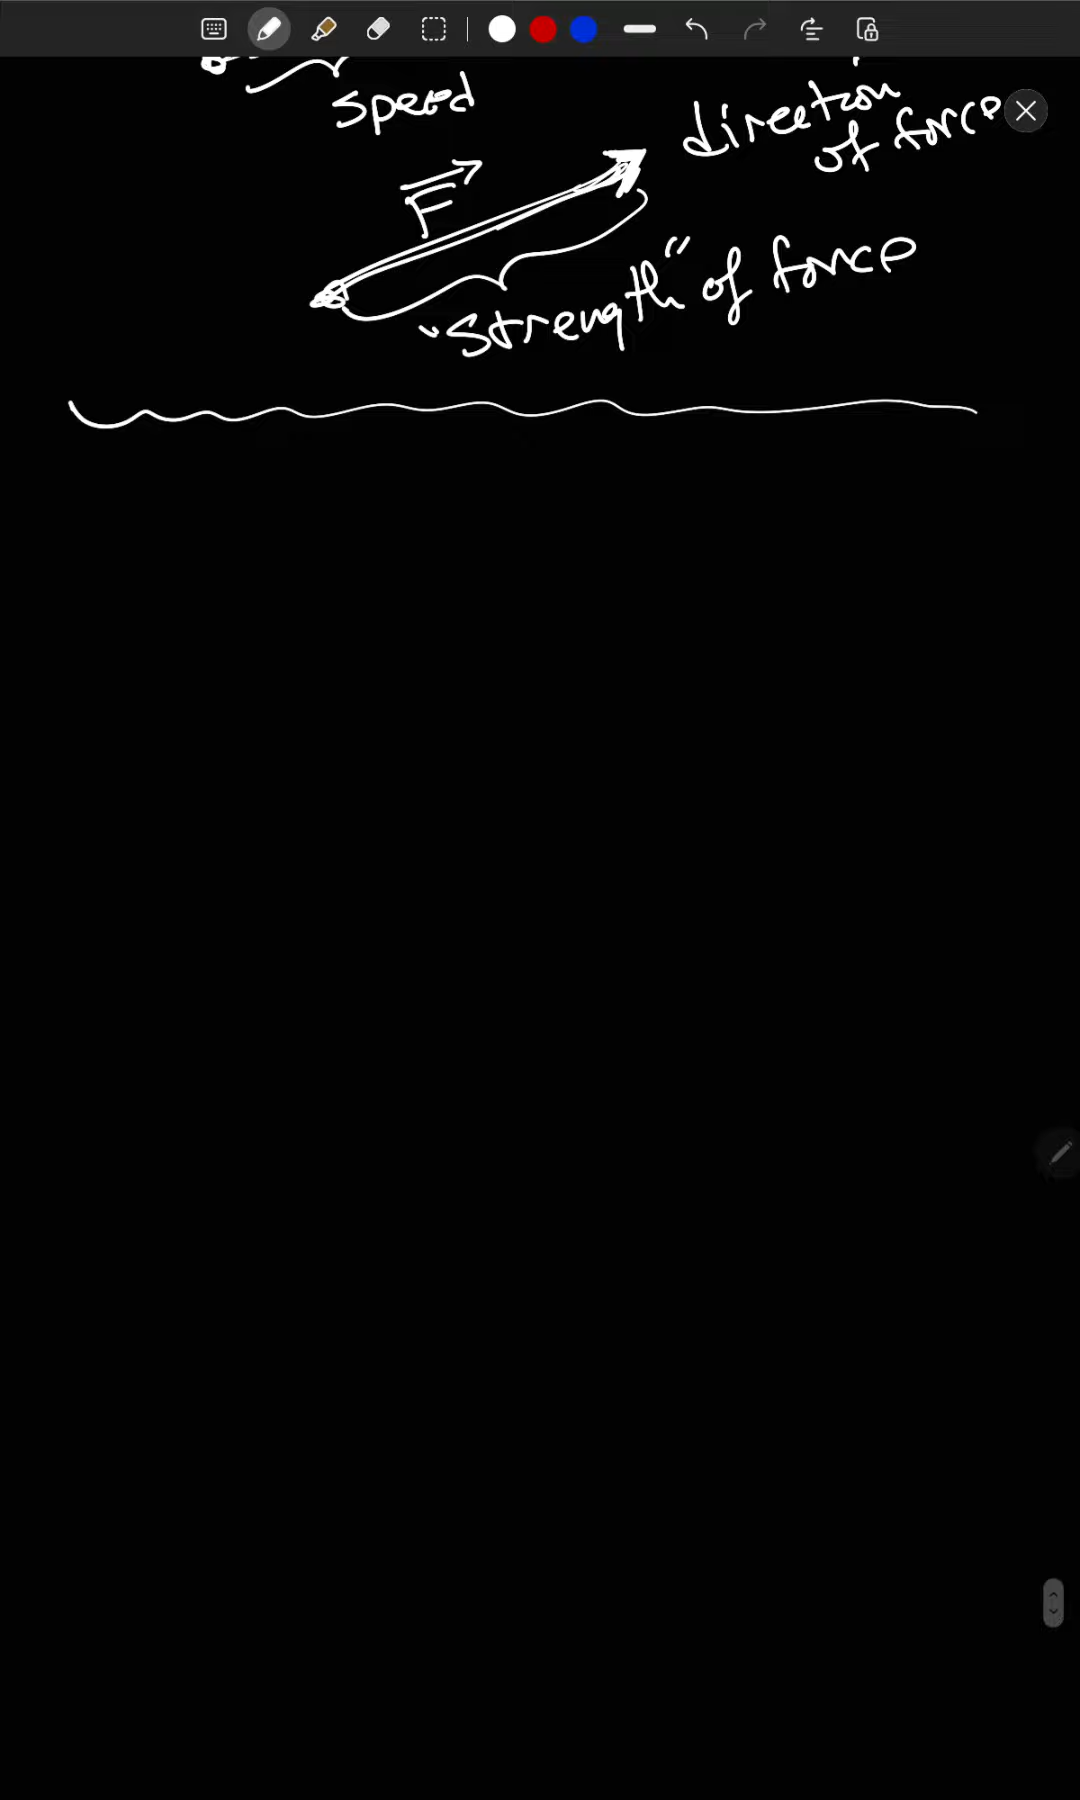 speed
direction
of force
F
"strength" of force